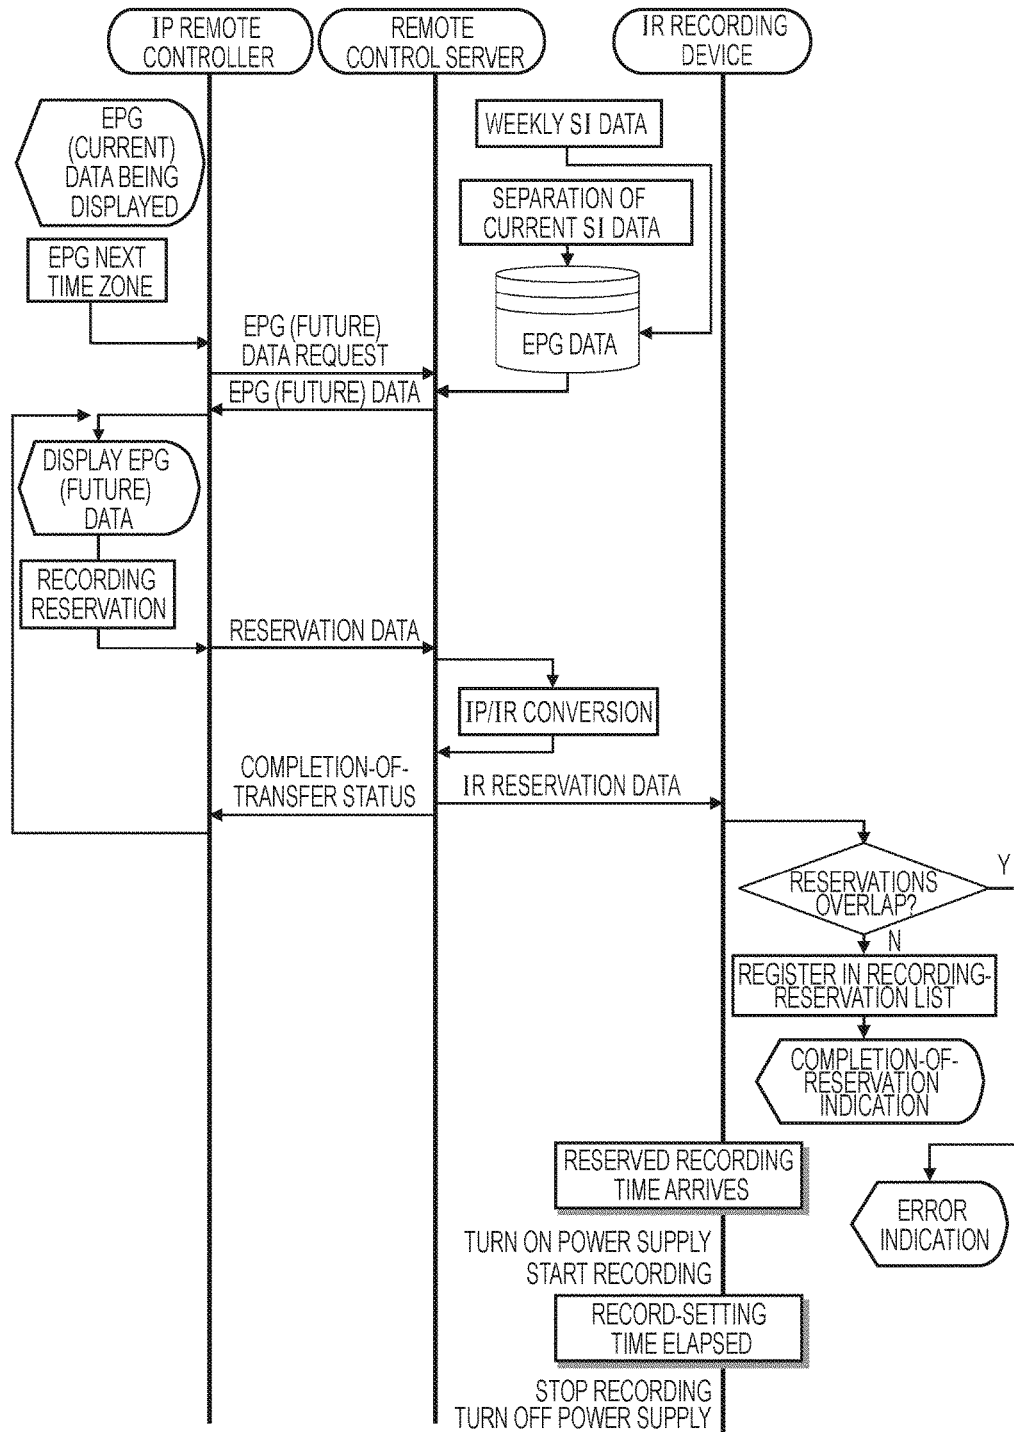 IP REMOTE
CONTROLLER
REMOTE
CONTROL SERVER
IR RECORDING
DEVICE
EPG
(CURRENT)
DATA BEING
DISPLAYED
WEEKLY SI DATA
SEPARATION OF
CURRENT SI DATA
EPG NEXT
TIME ZONE
EPG DATA
EPG (FUTURE)
DATA REQUEST
EPG (FUTURE) DATA
DISPLAY EPG
(FUTURE)
DATA
RECORDING
RESERVATION
RESERVATION DATA
IP/IR CONVERSION
COMPLETION-OF-
TRANSFER STATUS
IR RESERVATION DATA
RESERVATIONS
OVERLAP?
Y
N
REGISTER IN RECORDING-
RESERVATION LIST
COMPLETION-OF-
RESERVATION
INDICATION
RESERVED RECORDING
TIME ARRIVES
ERROR
INDICATION
TURN ON POWER SUPPLY
START RECORDING
RECORD-SETTING
TIME ELAPSED
STOP RECORDING
TURN OFF POWER SUPPLY